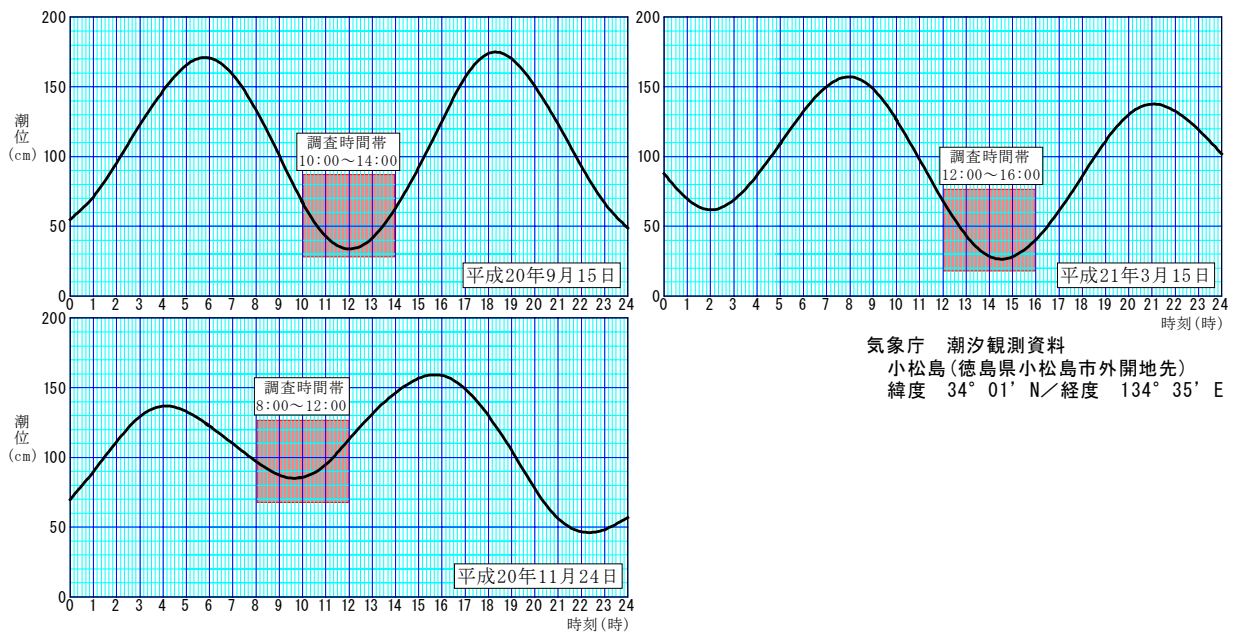 200
150
100
50
0
潮
位
(cm)
調査時間帯
10:00～14:00
平成20年9月15日
0 1 2 3 4 5 6 7 8 9 10 11 12 13 14 15 16 17 18 19 20 21 22 23 24
200
150
100
50
0
調査時間帯
12:00～16:00
平成21年3月15日
0 1 2 3 4 5 6 7 8 9 10 11 12 13 14 15 16 17 18 19 20 21 22 23 24
時刻(時)
200
150
100
50
0
潮
位
(cm)
調査時間帯
8:00～12:00
平成20年11月24日
0 1 2 3 4 5 6 7 8 9 10 11 12 13 14 15 16 17 18 19 20 21 22 23 24
時刻(時)
気象庁　潮汐観測資料
小松島(徳島県小松島市外開地先)
緯度　34° 01' N／経度　134° 35' E